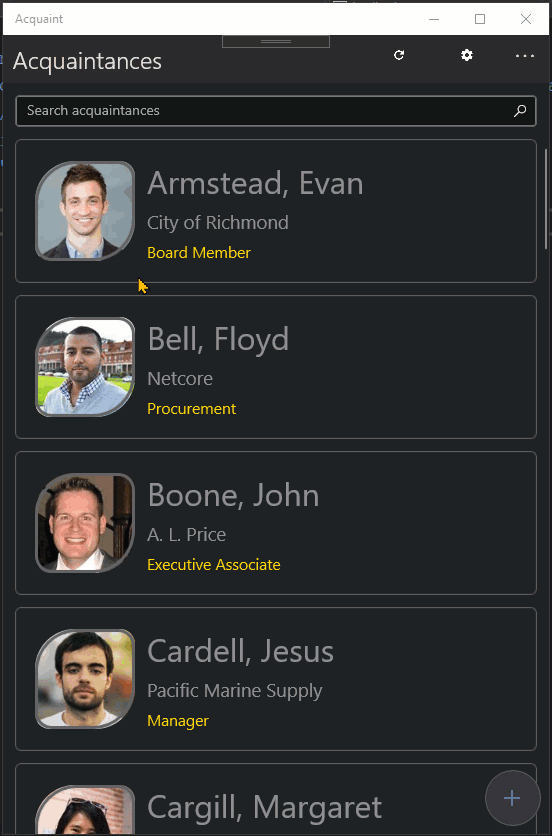 Acquaint
Acquaintances
Search acquaintances
Armstead, Evan
City of Richmond
Board Member
Bell, Floyd
Netcore
Procurement
Boone, John
A. L. Price
Executive Associate
Cardell, Jesus
Pacific Marine Supply
Manager
Cargill, Margaret